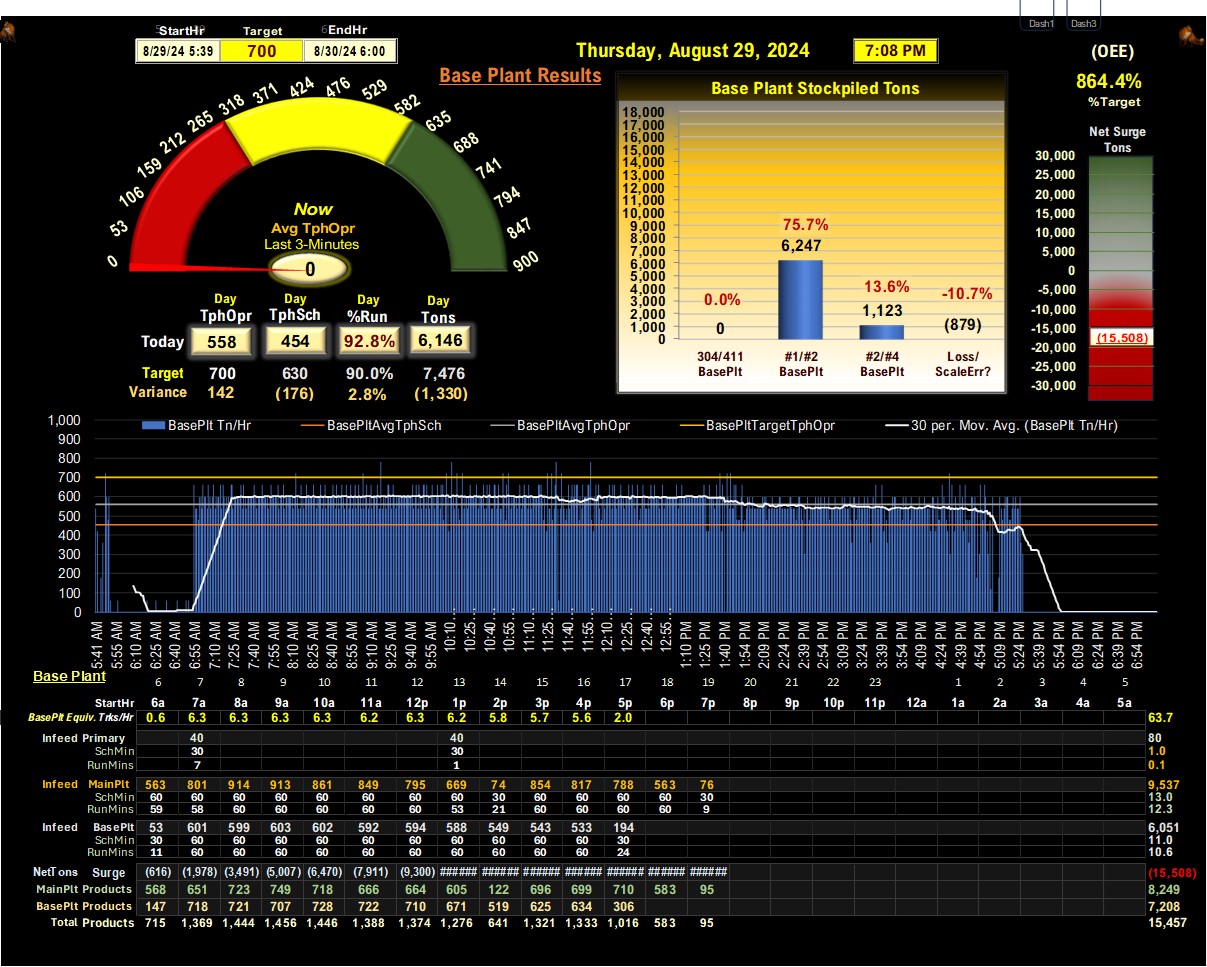 Dash1 Dash3
StartHr Target EndHr
8/29/24 5:39 700 8/30/24 6:00
Thursday, August 29, 2024 7:08 PM
Base Plant Results
(OEE)
864.4%
%Target
Net Surge
Tons
30,000
25,000
20,000
15,000
10,000
5,000
0
-5,000
-10,000
-15,000
(15,508)
-20,000
-25,000
-30,000
0 53 106 159 212 265 318 371 424 476 529 582 635 688 741 794 847 900
Now
Avg TphOpr
Last 3-Minutes
0
Day Day Day Day
TphOpr TphSch %Run Tons
Today 558 454 92.8% 6,146
Target 700 630 90.0% 7,476
Variance 142 (176) 2.8% (1,330)
Base Plant Stockpiled Tons
18,000
17,000
16,000
15,000
14,000
13,000
12,000
11,000
10,000
9,000
8,000
7,000
6,000
5,000
4,000
3,000
2,000
1,000
0
0.0% 75.7% 13.6% -10.7%
0 6,247 1,123 (879)
304/411 #1/#2 #2/#4 Loss/
BasePlt BasePlt BasePlt ScaleErr?
BasePlt Tn/Hr BasePltAvgTphSch BasePltAvgTphOpr BasePltTargetTphOpr 30 per. Mov. Avg. (BasePlt Tn/Hr)
1,000
900
800
700
600
500
400
300
200
100
0
5:41 AM 5:55 AM 6:10 AM 6:25 AM 6:40 AM 6:55 AM 7:10 AM 7:25 AM 7:40 AM 7:55 AM 8:10 AM 8:25 AM 8:40 AM 8:55 AM 9:10 AM 9:25 AM 9:40 AM 9:55 AM 10:10… 10:25… 10:40… 10:55… 11:10… 11:25… 11:40… 11:55… 12:10… 12:25… 12:40… 12:55… 1:10 PM 1:25 PM 1:40 PM 2:09 PM 2:24 PM 2:39 PM 2:54 PM 3:09 PM 3:24 PM 3:39 PM 3:54 PM 4:09 PM 4:24 PM 4:39 PM 4:54 PM 5:09 PM 5:24 PM 5:39 PM 5:54 PM 6:09 PM 6:24 PM 6:39 PM 6:54 PM
Base Plant
6 7 8 9 10 11 12 13 14 15 16 17 18 19 20 21 22 23 1 2 3 4 5
StartHr 6a 7a 8a 9a 10a 11a 12p 1p 2p 3p 4p 5p 6p 7p 8p 9p 10p 11p 12a 1a 2a 3a 4a 5a
BasePlt Equiv. Trks/Hr 0.6 6.3 6.3 6.3 6.3 6.2 6.3 6.2 5.8 5.7 5.6 2.0 63.7
Infeed Primary 40 40 80
SchMin 30 30 1.0
RunMins 7 1 0.1
Infeed MainPlt 563 801 914 913 861 849 795 669 74 854 817 788 563 76 9,537
SchMin 60 60 60 60 60 60 60 60 30 60 60 60 60 30 13.0
RunMins 59 58 60 60 60 60 60 53 21 60 60 60 60 9 12.3
Infeed BasePlt 53 601 599 603 602 592 594 588 549 543 533 194 6,051
SchMin 30 60 60 60 60 60 60 60 60 60 60 30 11.0
RunMins 11 60 60 60 60 60 60 60 60 60 60 24 10.6
NetTons Surge (616) (1,978) (3,491) (5,007) (6,470) (7,911) (9,300) ###### ###### ###### ###### ###### ###### ###### (15,508)
MainPlt Products 568 651 723 749 718 666 664 605 122 696 699 710 583 95 8,249
BasePlt Products 147 718 721 707 728 722 710 671 519 625 634 306 7,208
Total Products 715 1,369 1,444 1,456 1,446 1,388 1,374 1,276 641 1,321 1,333 1,016 583 95 15,457